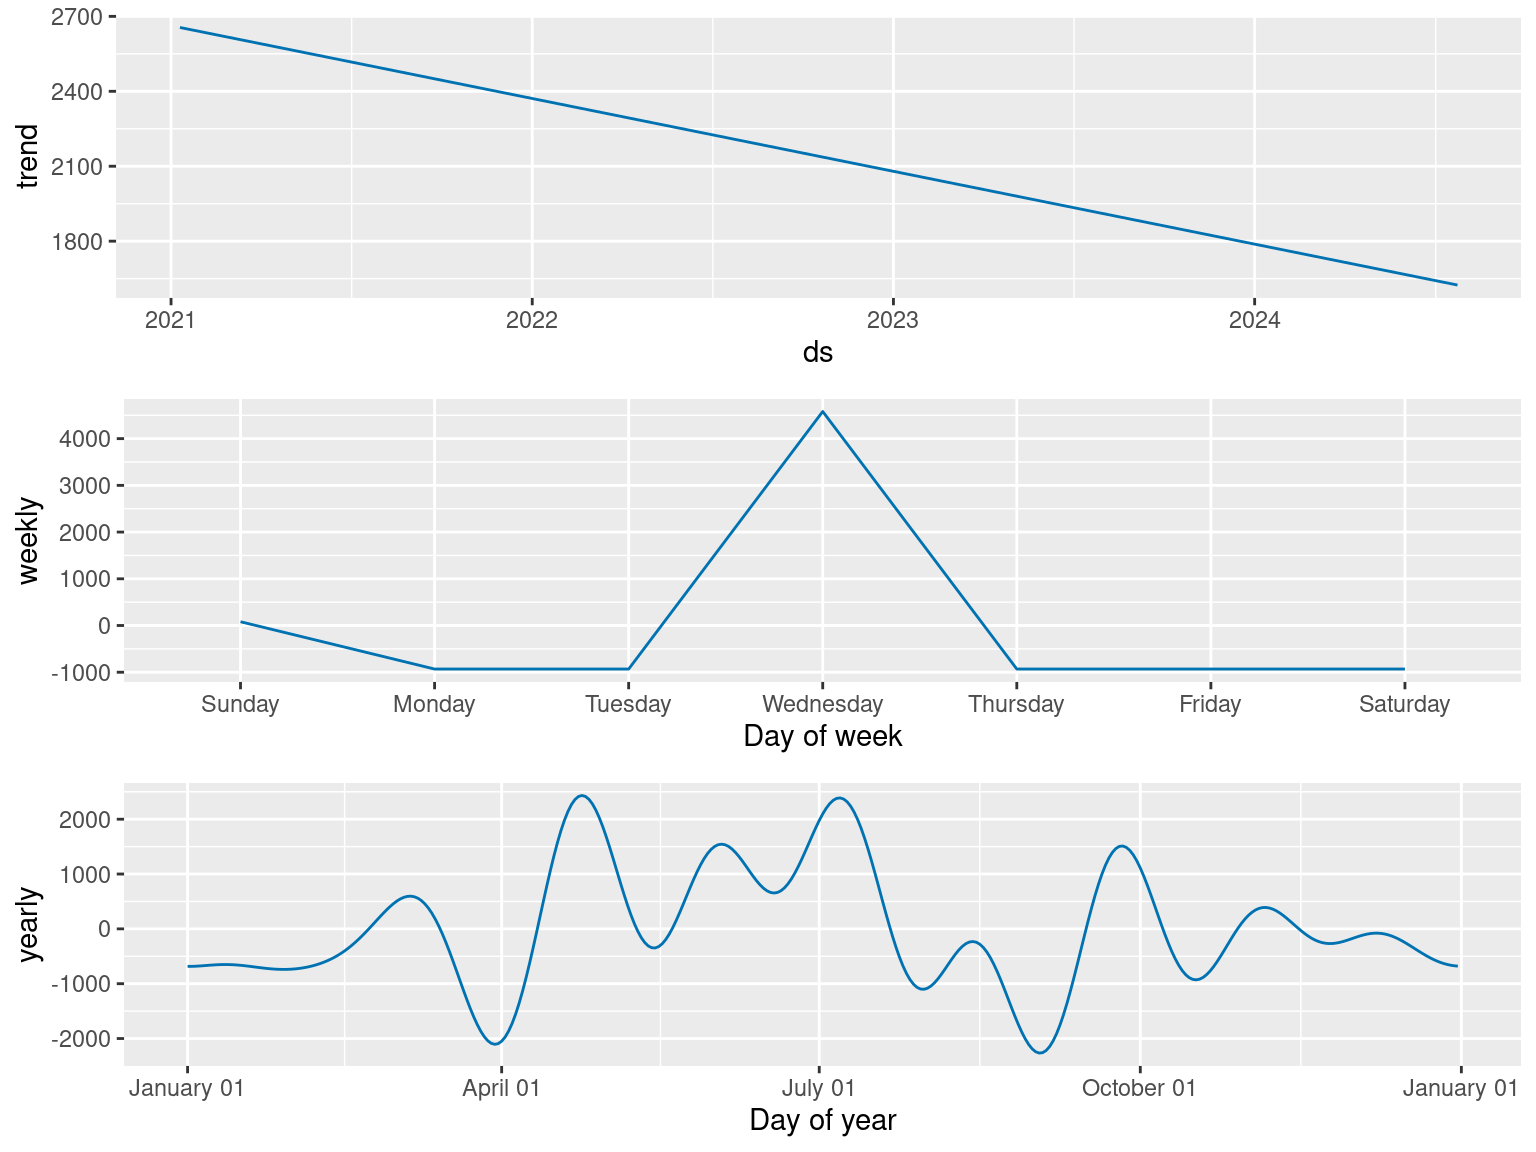 trend
2700
2400
2100
1800
2021 2022 2023 2024
ds
weekly
4000
3000
2000
1000
0
-1000
Sunday Monday Tuesday Wednesday Thursday Friday Saturday
Day of week
yearly
2000
1000
0
-1000
-2000
January 01 April 01 July 01 October 01 January 01
Day of year